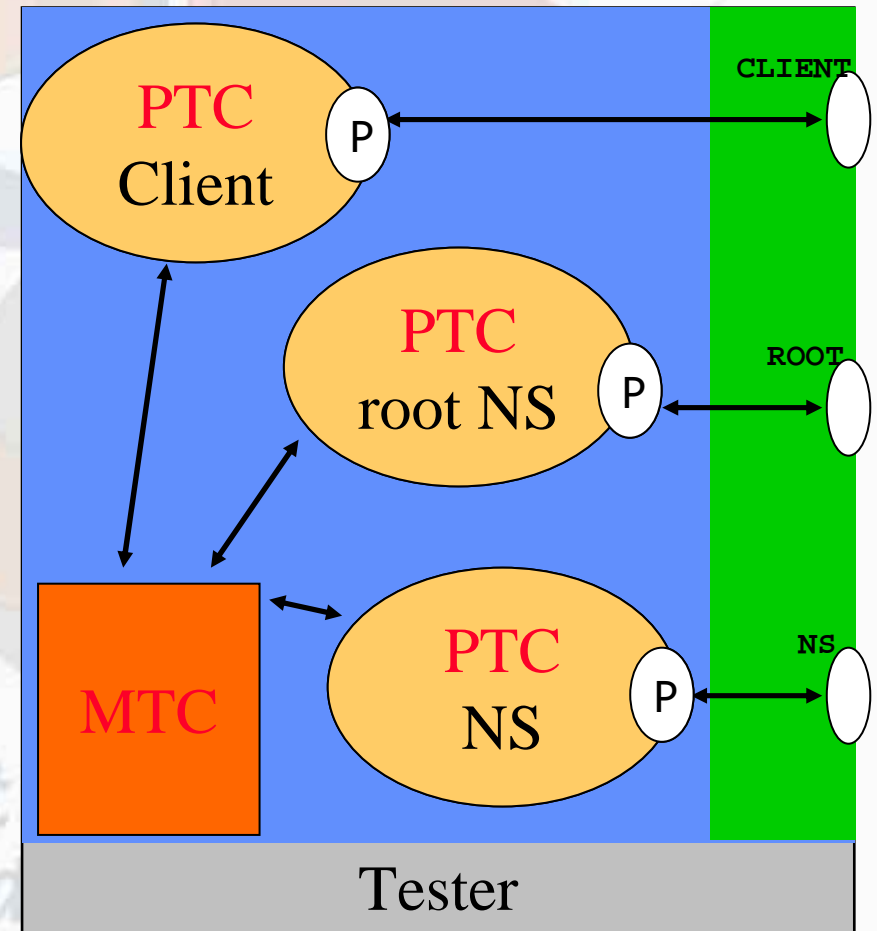 CLIENT
PTC
Client
P
ROOT
PTC
root NS
P
NS
PTC
NS
P
MTC
Tester